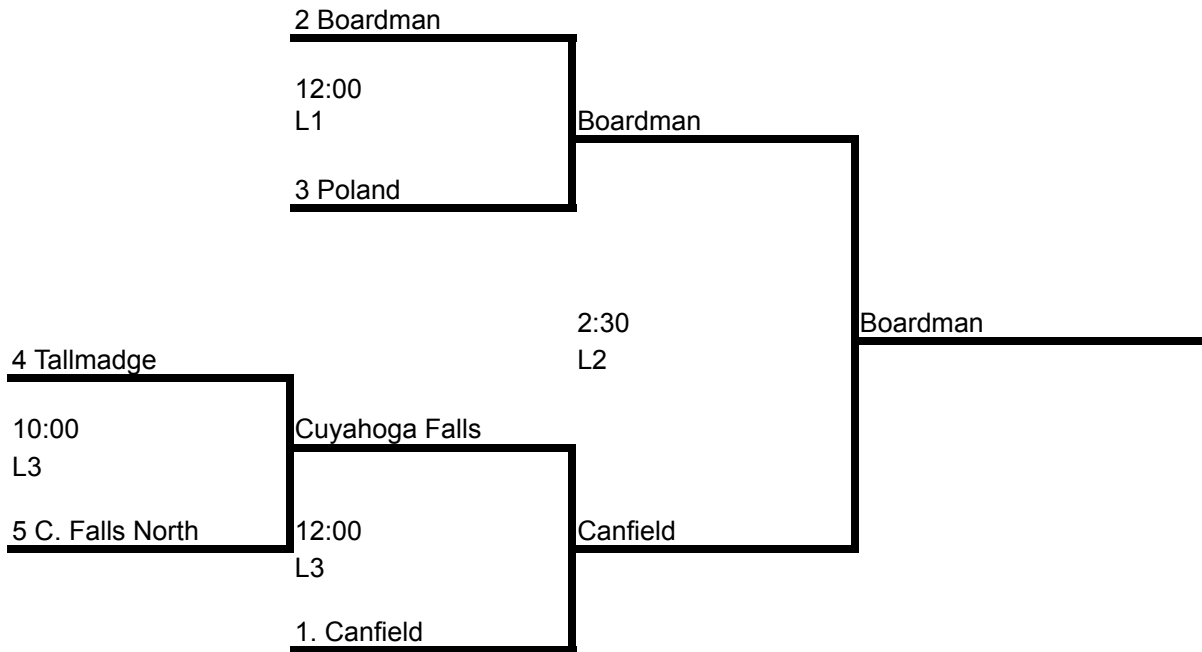 2 Boardman
12:00
L1
Boardman
3 Poland
2:30
L2
Boardman
4 Tallmadge
10:00
L3
Cuyahoga Falls
5 C. Falls North
12:00
L3
Canfield
1. Canfield